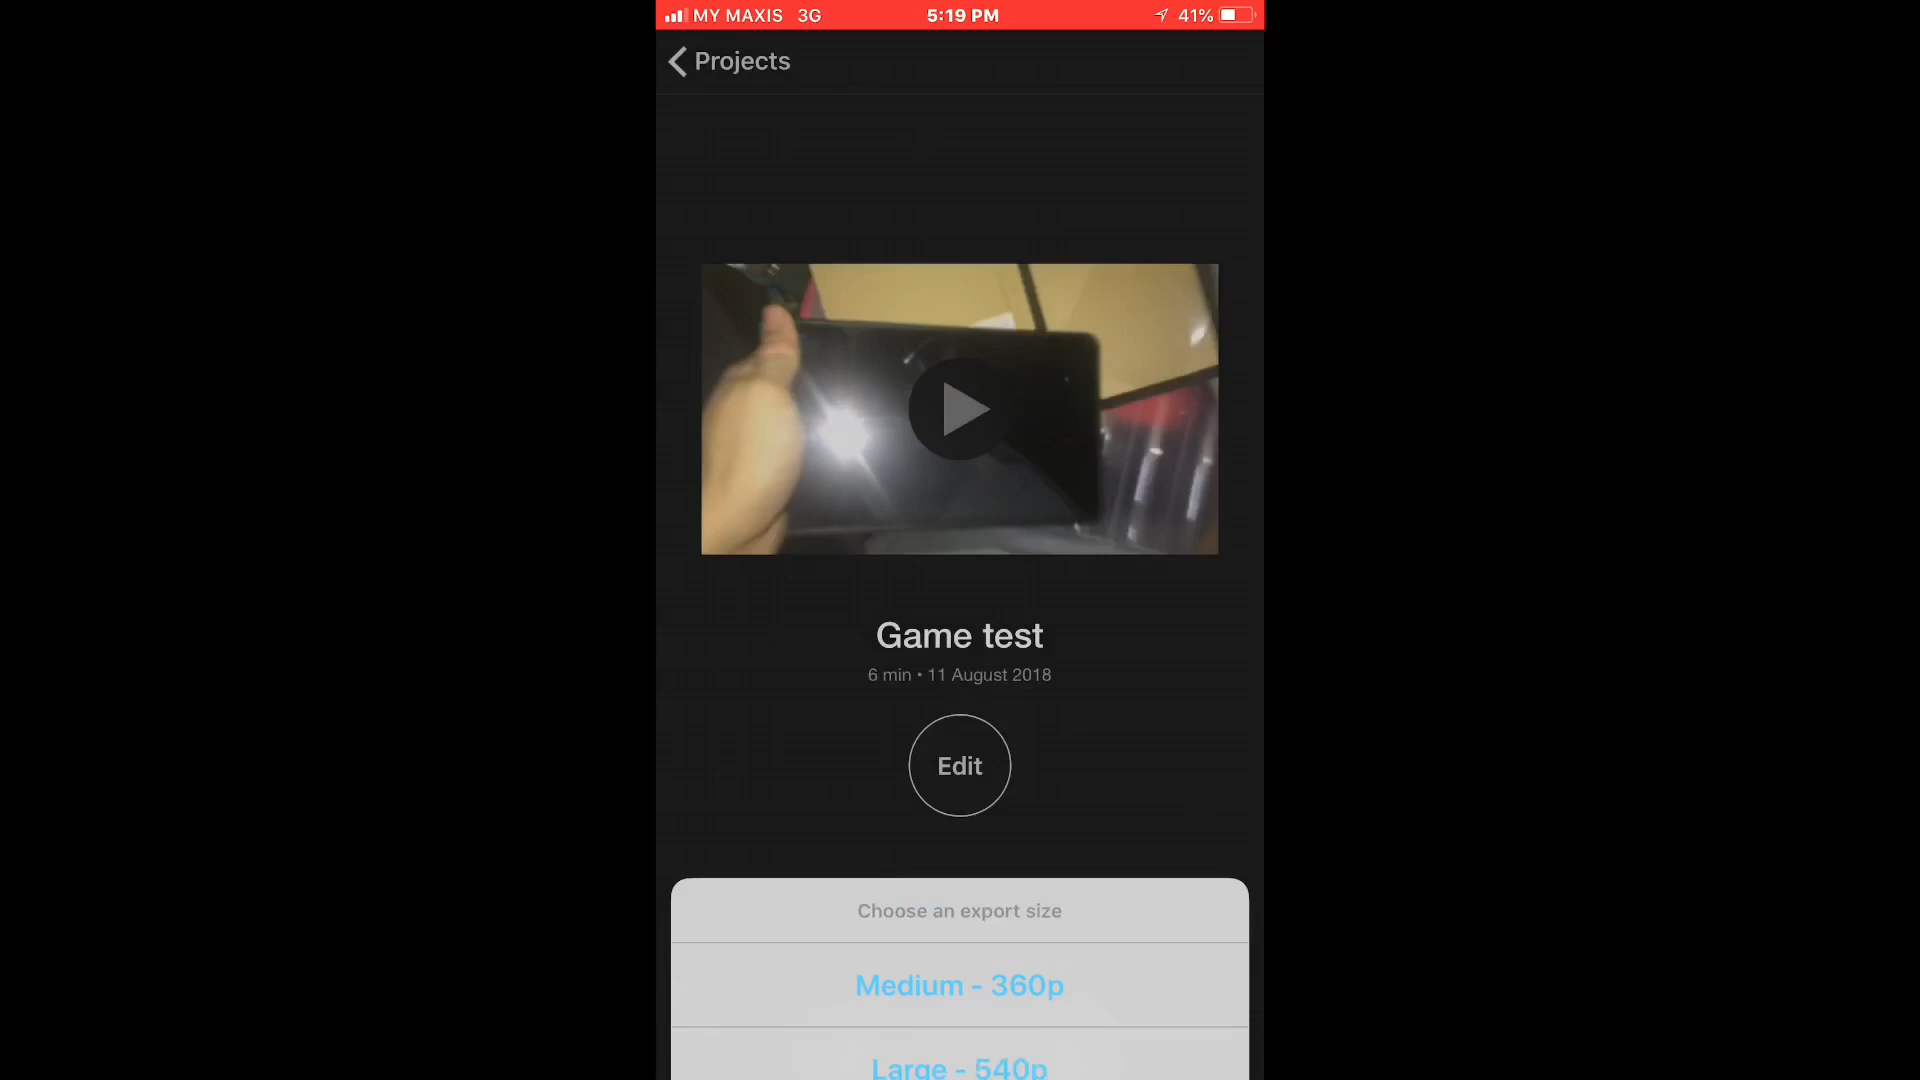 MY MAXIS 3G 5:19 PM 41%
Projects
Game test
6 min • 11 August 2018
Edit
Choose an export size
Medium - 360p
Large - 540p